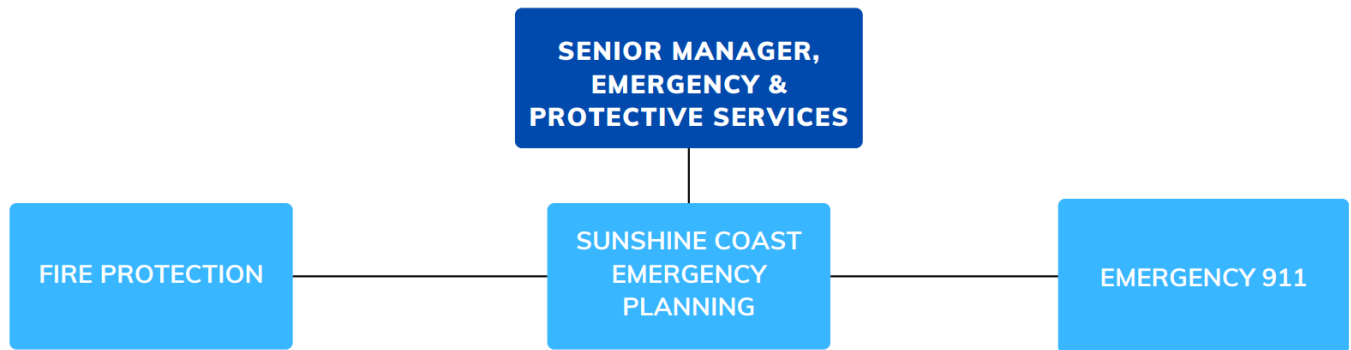 SENIOR MANAGER,
EMERGENCY &
PROTECTIVE SERVICES
FIRE PROTECTION
SUNSHINE COAST
EMERGENCY
PLANNING
EMERGENCY 911